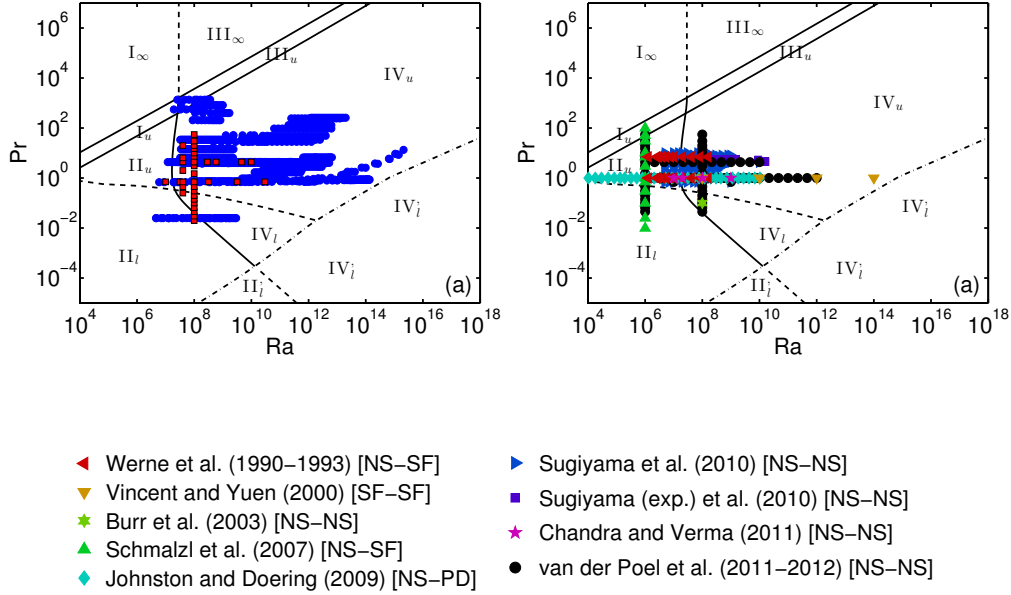 10^6
10^4
10^2
10^0
10^−2
10^−4
Pr
I_∞
III_∞
III_u
IV_u
I_u
II_u
II_l
IV_l
IV_l'
IV_l'
II_l'
(a)
10^4 10^6 10^8 10^10 10^12 10^14 10^16 10^18
Ra
10^6
10^4
10^2
10^0
10^−2
10^−4
Pr
I_∞
III_∞
III_u
IV_u
I_u
II_u
II_l
IV_l
IV_l'
IV_l'
II_l'
(a)
10^4 10^6 10^8 10^10 10^12 10^14 10^16 10^18
Ra
Werne et al. (1990−1993) [NS−SF]
Vincent and Yuen (2000) [SF−SF]
Burr et al. (2003) [NS−NS]
Schmalzl et al. (2007) [NS−SF]
Johnston and Doering (2009) [NS−PD]
Sugiyama et al. (2010) [NS−NS]
Sugiyama (exp.) et al. (2010) [NS−NS]
Chandra and Verma (2011) [NS−NS]
van der Poel et al. (2011−2012) [NS−NS]